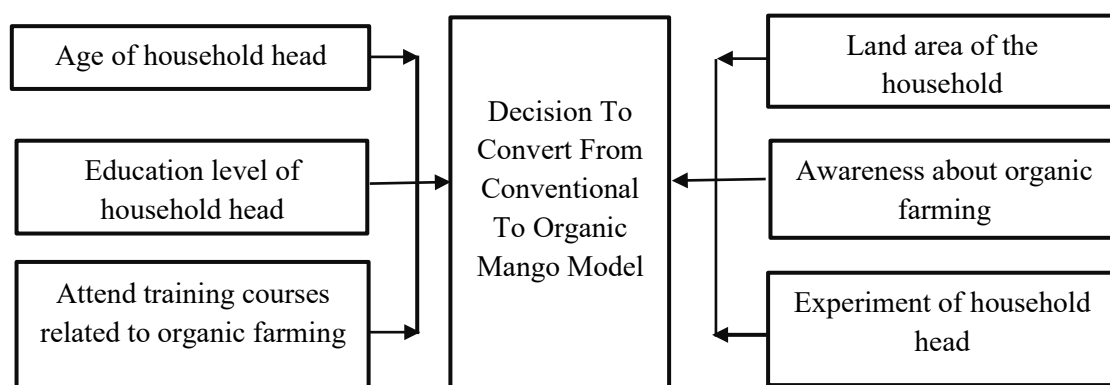 Age of household head
Education level of
household head
Attend training courses
related to organic farming
Decision To
Convert From
Conventional
To Organic
Mango Model
Land area of the
household
Awareness about organic
farming
Experiment of household
head